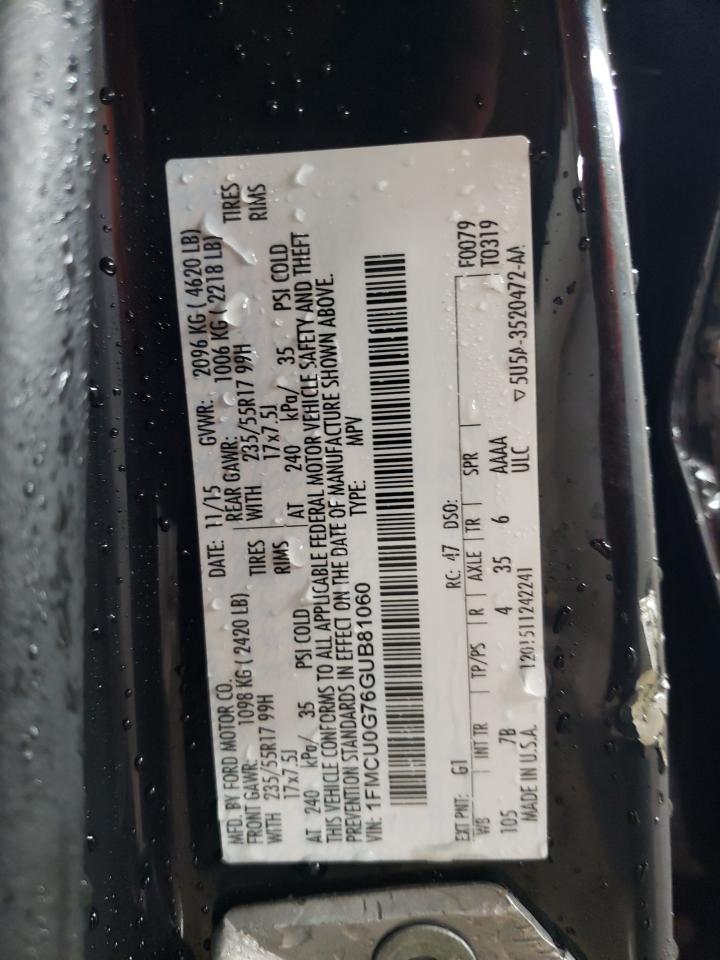 MFD. BY FORD MOTOR CO. DATE: 11/15 GVWR: 2096 KG ( 4620 LB)
FRONT GAWR: 1098 KG ( 2420 LB) REAR GAWR: 1006 KG ( 2218 LB)
WITH 235/55R17 99H TIRES WITH 235/55R17 99H TIRES
17x7.5J RIMS 17x7.5J RIMS
AT 240 kPa/ 35 PSI COLD AT 240 kPa/ 35 PSI COLD
THIS VEHICLE CONFORMS TO ALL APPLICABLE FEDERAL MOTOR VEHICLE SAFETY AND THEFT
PREVENTION STANDARDS IN EFFECT ON THE DATE OF MANUFACTURE SHOWN ABOVE.
VIN: 1FMCU0G76GUB81060 TYPE: MPV
EXT PNT: G1 RC: 47 DSO: F0079
WB INT TR TP/PS R AXLE TR SPR T0319
105 7B 4 35 6 AAAA
MADE IN U.S.A. 1201511242241 ULC ▽5U5A-3520472-AA